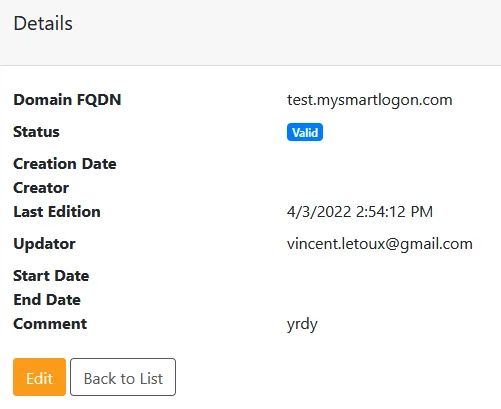 Details
Domain FQDN test.mysmartlogon.com
Status Valid
Creation Date
Creator
Last Edition 4/3/2022 2:54:12 PM
Updator vincent.letoux@gmail.com
Start Date
End Date
Comment yrdy
Edit Back to List